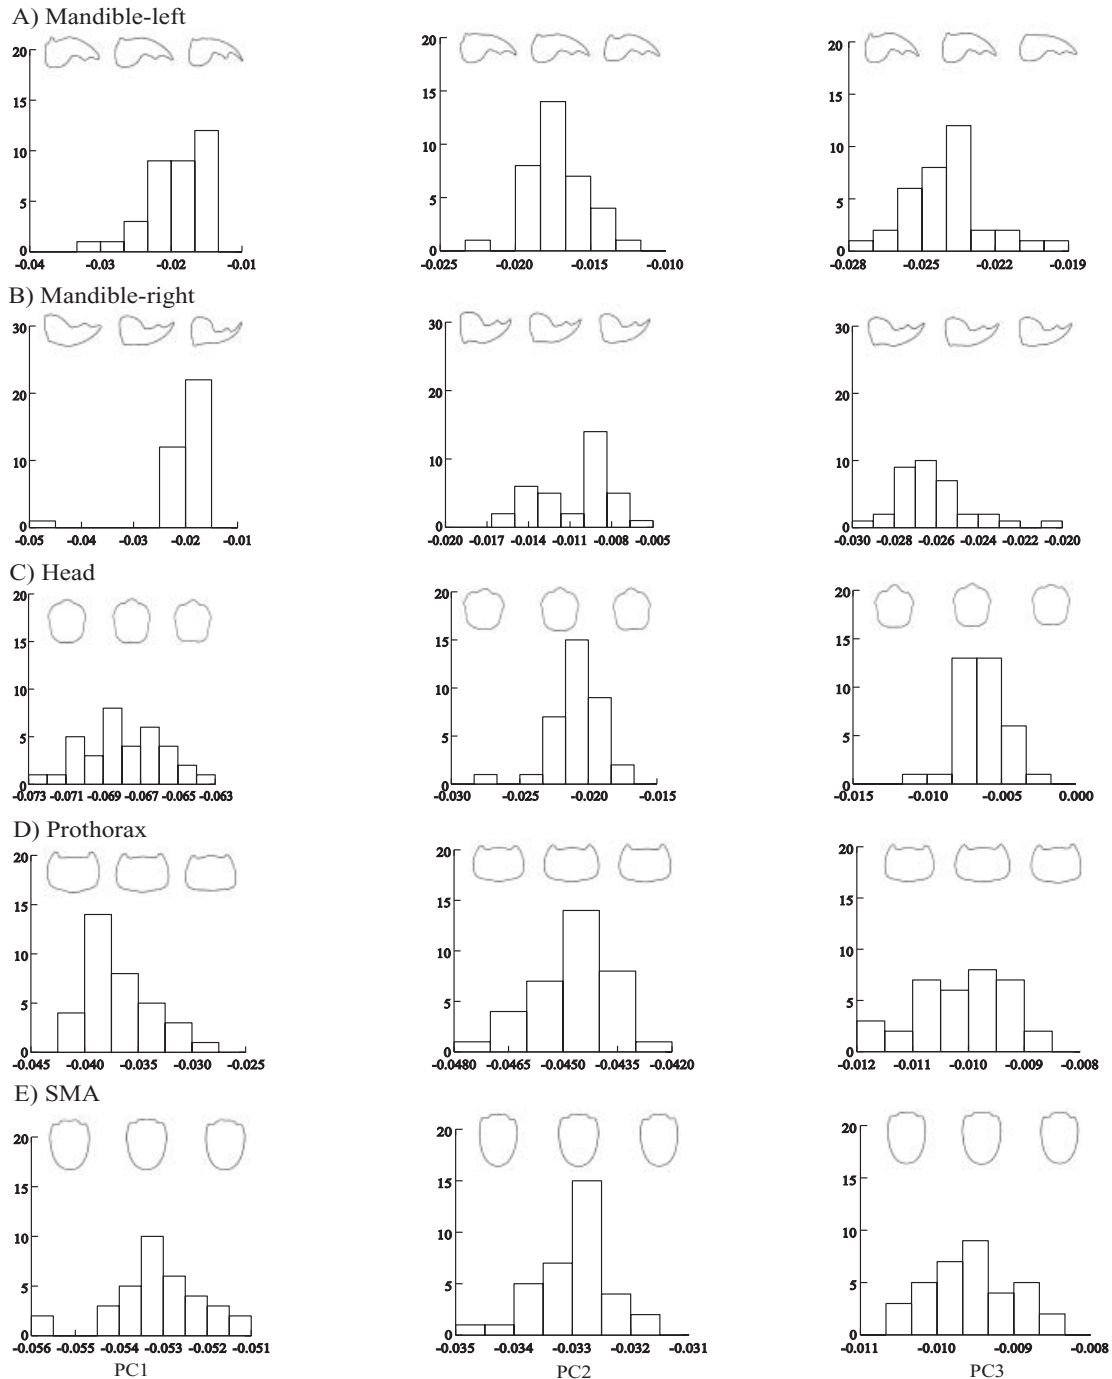 A) Mandible-left
20 20 20
15 15 15
10 10 10
5 5 5
0 0 0
-0.04 -0.03 -0.02 -0.01 -0.025 -0.020 -0.015 -0.010 -0.028 -0.025 -0.022 -0.019
B) Mandible-right
30 30 30
20 20 20
10 10 10
0 0 0
-0.05 -0.04 -0.03 -0.02 -0.01 -0.020 -0.017 -0.014 -0.011 -0.008 -0.005 -0.030 -0.028 -0.026 -0.024 -0.022 -0.020
C) Head
20 20 20
15 15 15
10 10 10
5 5 5
0 0 0
-0.073 -0.071 -0.069 -0.067 -0.065 -0.063 -0.030 -0.025 -0.020 -0.015 -0.015 -0.010 -0.005 0.000
D) Prothorax
20 20 20
15 15 15
10 10 10
5 5 5
0 0 0
-0.045 -0.040 -0.035 -0.030 -0.025 -0.0480 -0.0465 -0.0450 -0.0435 -0.0420 -0.012 -0.011 -0.010 -0.009 -0.008
E) SMA
20 20 20
15 15 15
10 10 10
5 5 5
0 0 0
-0.056 -0.055 -0.054 -0.053 -0.052 -0.051 -0.035 -0.034 -0.033 -0.032 -0.031 -0.011 -0.010 -0.009 -0.008
PC1 PC2 PC3